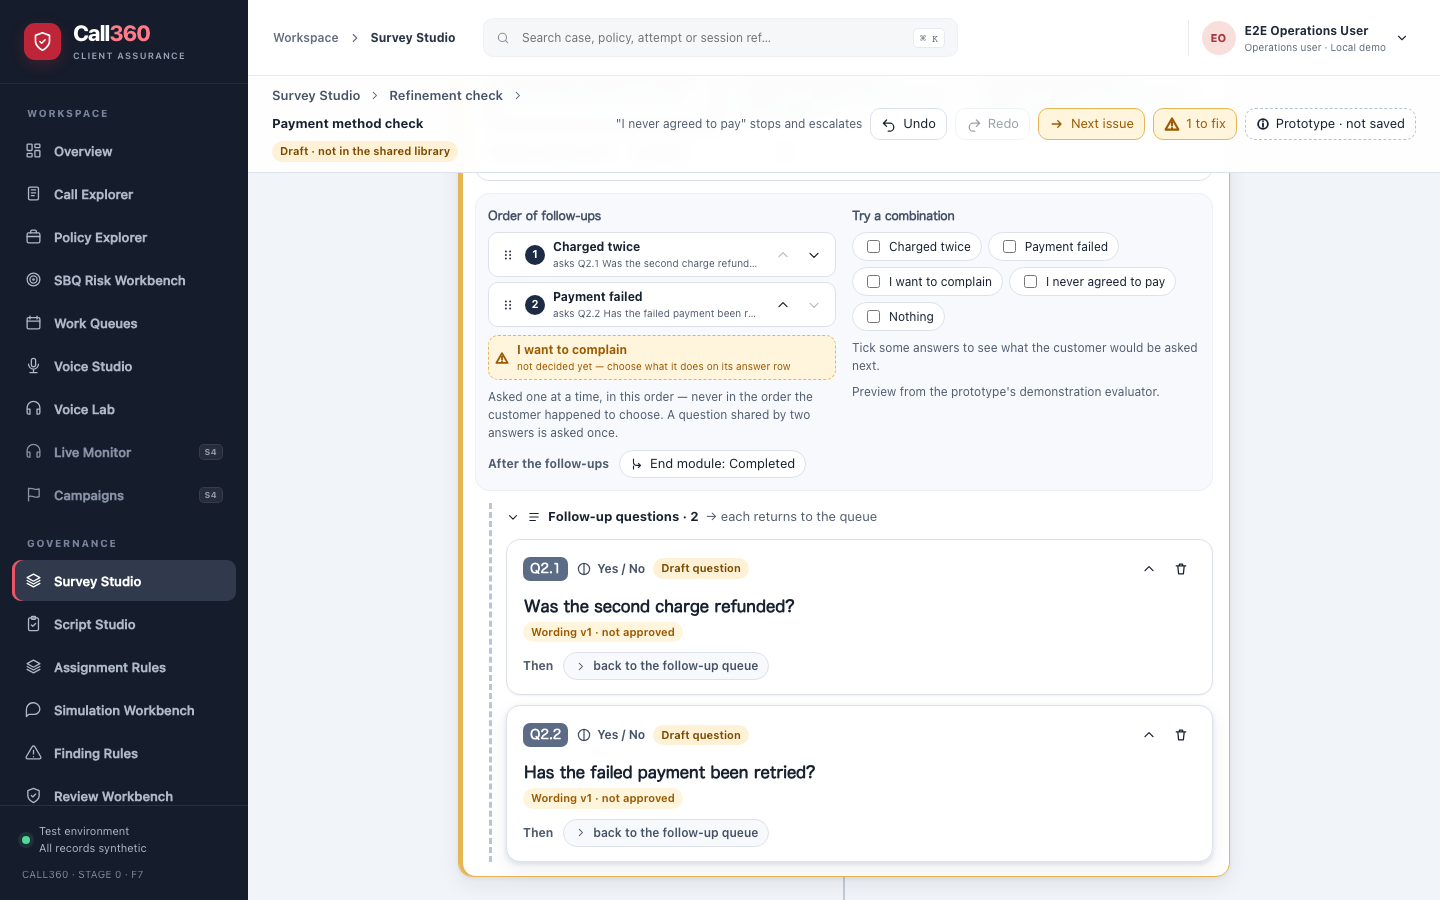 Call360
CLIENT ASSURANCE
WORKSPACE
Overview
Call Explorer
Policy Explorer
SBQ Risk Workbench
Work Queues
Voice Studio
Voice Lab
Live Monitor S4
Campaigns S4
GOVERNANCE
Survey Studio
Script Studio
Assignment Rules
Simulation Workbench
Finding Rules
Review Workbench
Test environment
All records synthetic
CALL360 · STAGE 0 · F7
Workspace > Survey Studio
Search case, policy, attempt or session ref...
⌘ K
EO
E2E Operations User
Operations user · Local demo
Survey Studio > Refinement check >
Payment method check
Draft · not in the shared library
"I never agreed to pay" stops and escalates
Undo
Redo
Next issue
1 to fix
Prototype · not saved
Order of follow-ups
1 Charged twice
asks Q2.1 Was the second charge refund...
2 Payment failed
asks Q2.2 Has the failed payment been r...
I want to complain
not decided yet — choose what it does on its answer row
Asked one at a time, in this order — never in the order the
customer happened to choose. A question shared by two
answers is asked once.
After the follow-ups
End module: Completed
Try a combination
Charged twice
Payment failed
I want to complain
I never agreed to pay
Nothing
Tick some answers to see what the customer would be asked
next.
Preview from the prototype's demonstration evaluator.
Follow-up questions · 2 → each returns to the queue
Q2.1 Yes / No Draft question
Was the second charge refunded?
Wording v1 · not approved
Then > back to the follow-up queue
Q2.2 Yes / No Draft question
Has the failed payment been retried?
Wording v1 · not approved
Then > back to the follow-up queue